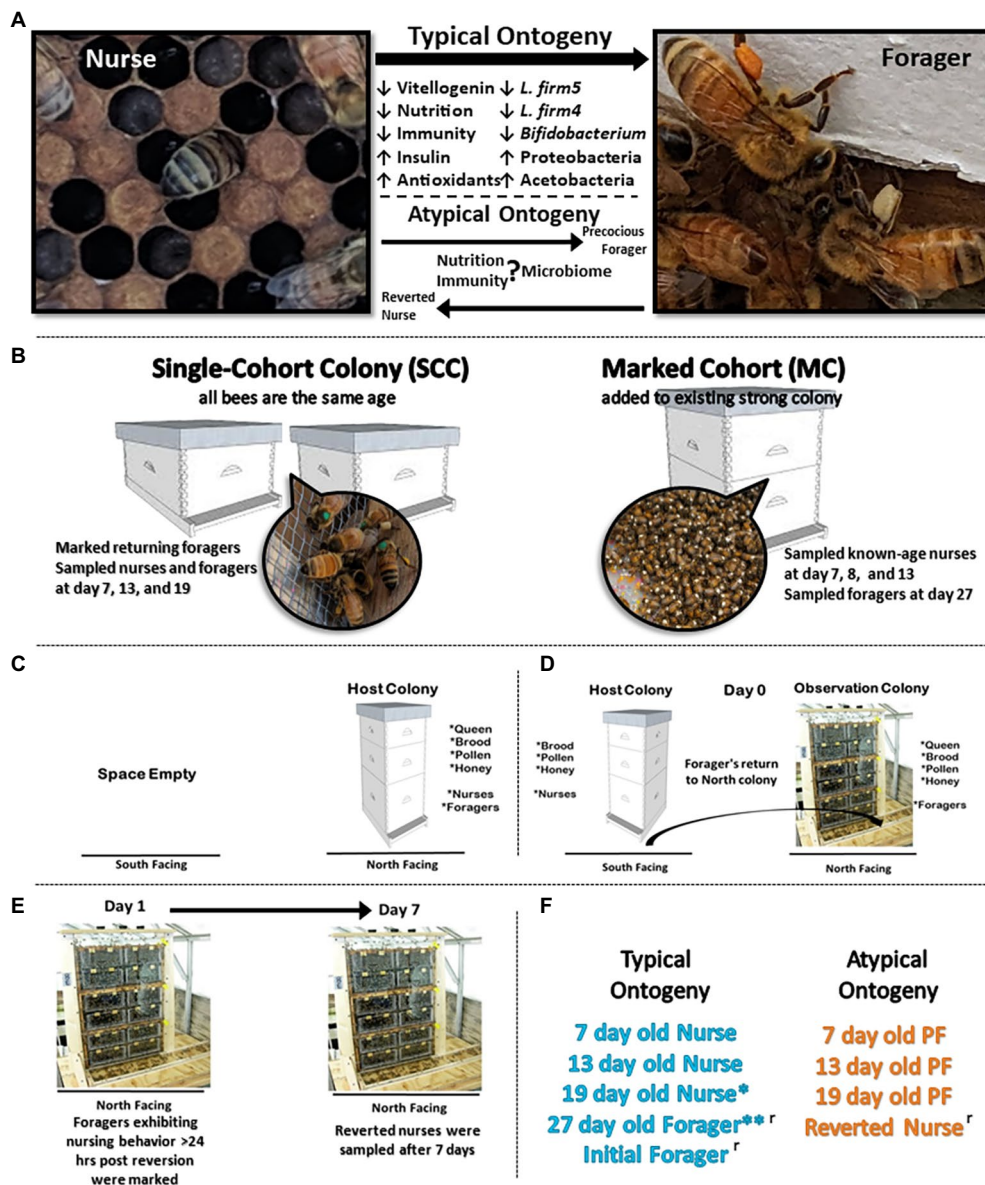 A
Nurse
Typical Ontogeny
Forager
↓ Vitellogenin ↓ L. firm5
↓ Nutrition ↓ L. firm4
↓ Immunity ↓ Bifidobacterium
↑ Insulin ↑ Proteobacteria
↑ Antioxidants ↑ Acetobacteria
Atypical Ontogeny
Precocious
Forager
Nutrition
Immunity
? Microbiome
Reverted
Nurse
B
Single-Cohort Colony (SCC)
all bees are the same age
Marked returning foragers
Sampled nurses and foragers
at day 7, 13, and 19
Marked Cohort (MC)
added to existing strong colony
Sampled known-age nurses
at day 7, 8, and 13
Sampled foragers at day 27
C
Space Empty
South Facing
Host Colony
*Queen
*Brood
*Pollen
*Honey
*Nurses
*Foragers
North Facing
D
Host Colony
Day 0
Observation Colony
*Brood
*Pollen
*Honey
*Nurses
Forager's return
to North colony
*Queen
*Brood
*Pollen
*Honey
*Foragers
South Facing
North Facing
E
Day 1
Day 7
North Facing
Foragers exhibiting
nursing behavior >24
hrs post reversion
were marked
North Facing
Reverted nurses were
sampled after 7 days
F
Typical
Ontogeny
7 day old Nurse
13 day old Nurse
19 day old Nurse*
27 day old Forager** r
Initial Forager r
Atypical
Ontogeny
7 day old PF
13 day old PF
19 day old PF
Reverted Nurse r